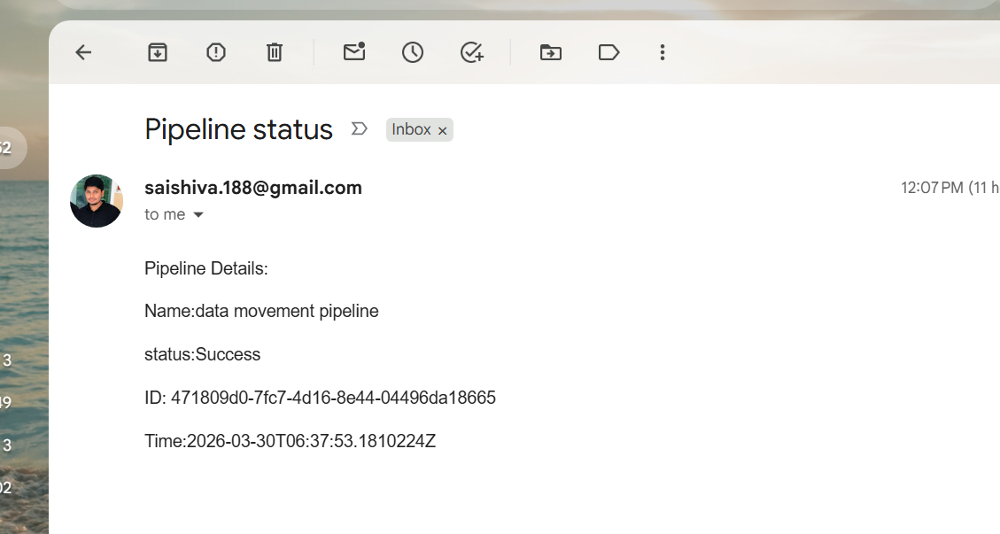 Pipeline status
Inbox ×
saishiva.188@gmail.com
12:07 PM (11 h
to me
Pipeline Details:
Name:data movement pipeline
status:Success
ID: 471809d0-7fc7-4d16-8e44-04496da18665
Time:2026-03-30T06:37:53.1810224Z
52
3
49
3
02